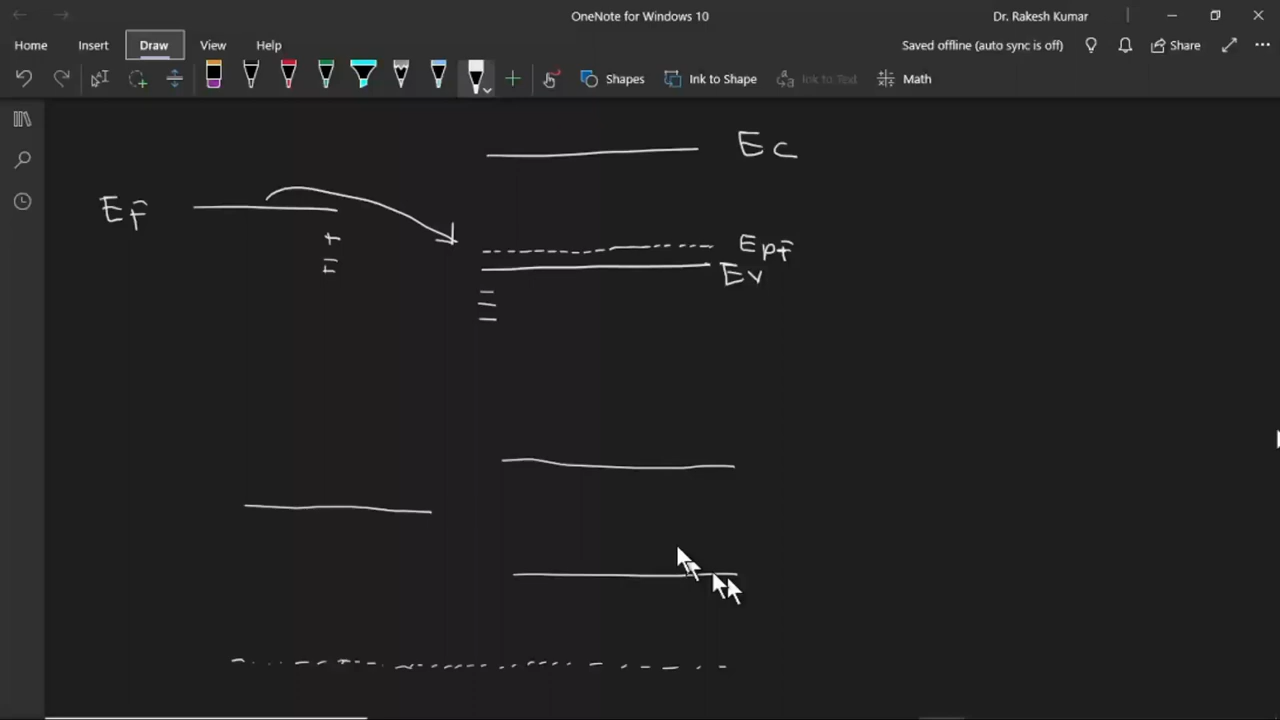 OneNote for Windows 10
Dr. Rakesh Kumar
Home Insert Draw View Help
Saved offline (auto sync is off) Share
Shapes Ink to Shape Ink to Text Math
Ec
EF
EpF
Ev